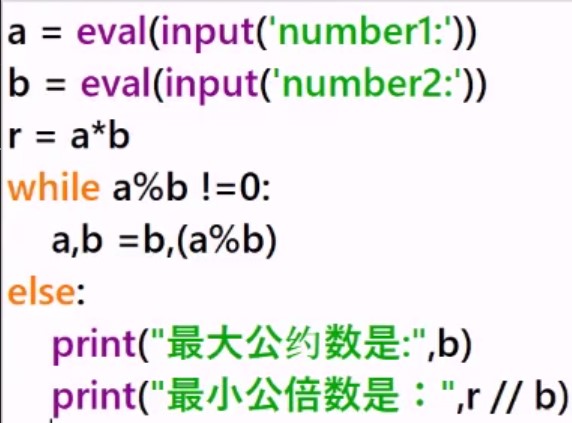 a = eval(input('number1:'))
b = eval(input('number2:'))
r = a*b
while a%b !=0:
    a,b =b,(a%b)
else:
    print("最大公约数是:",b)
    print("最小公倍数是：",r // b)